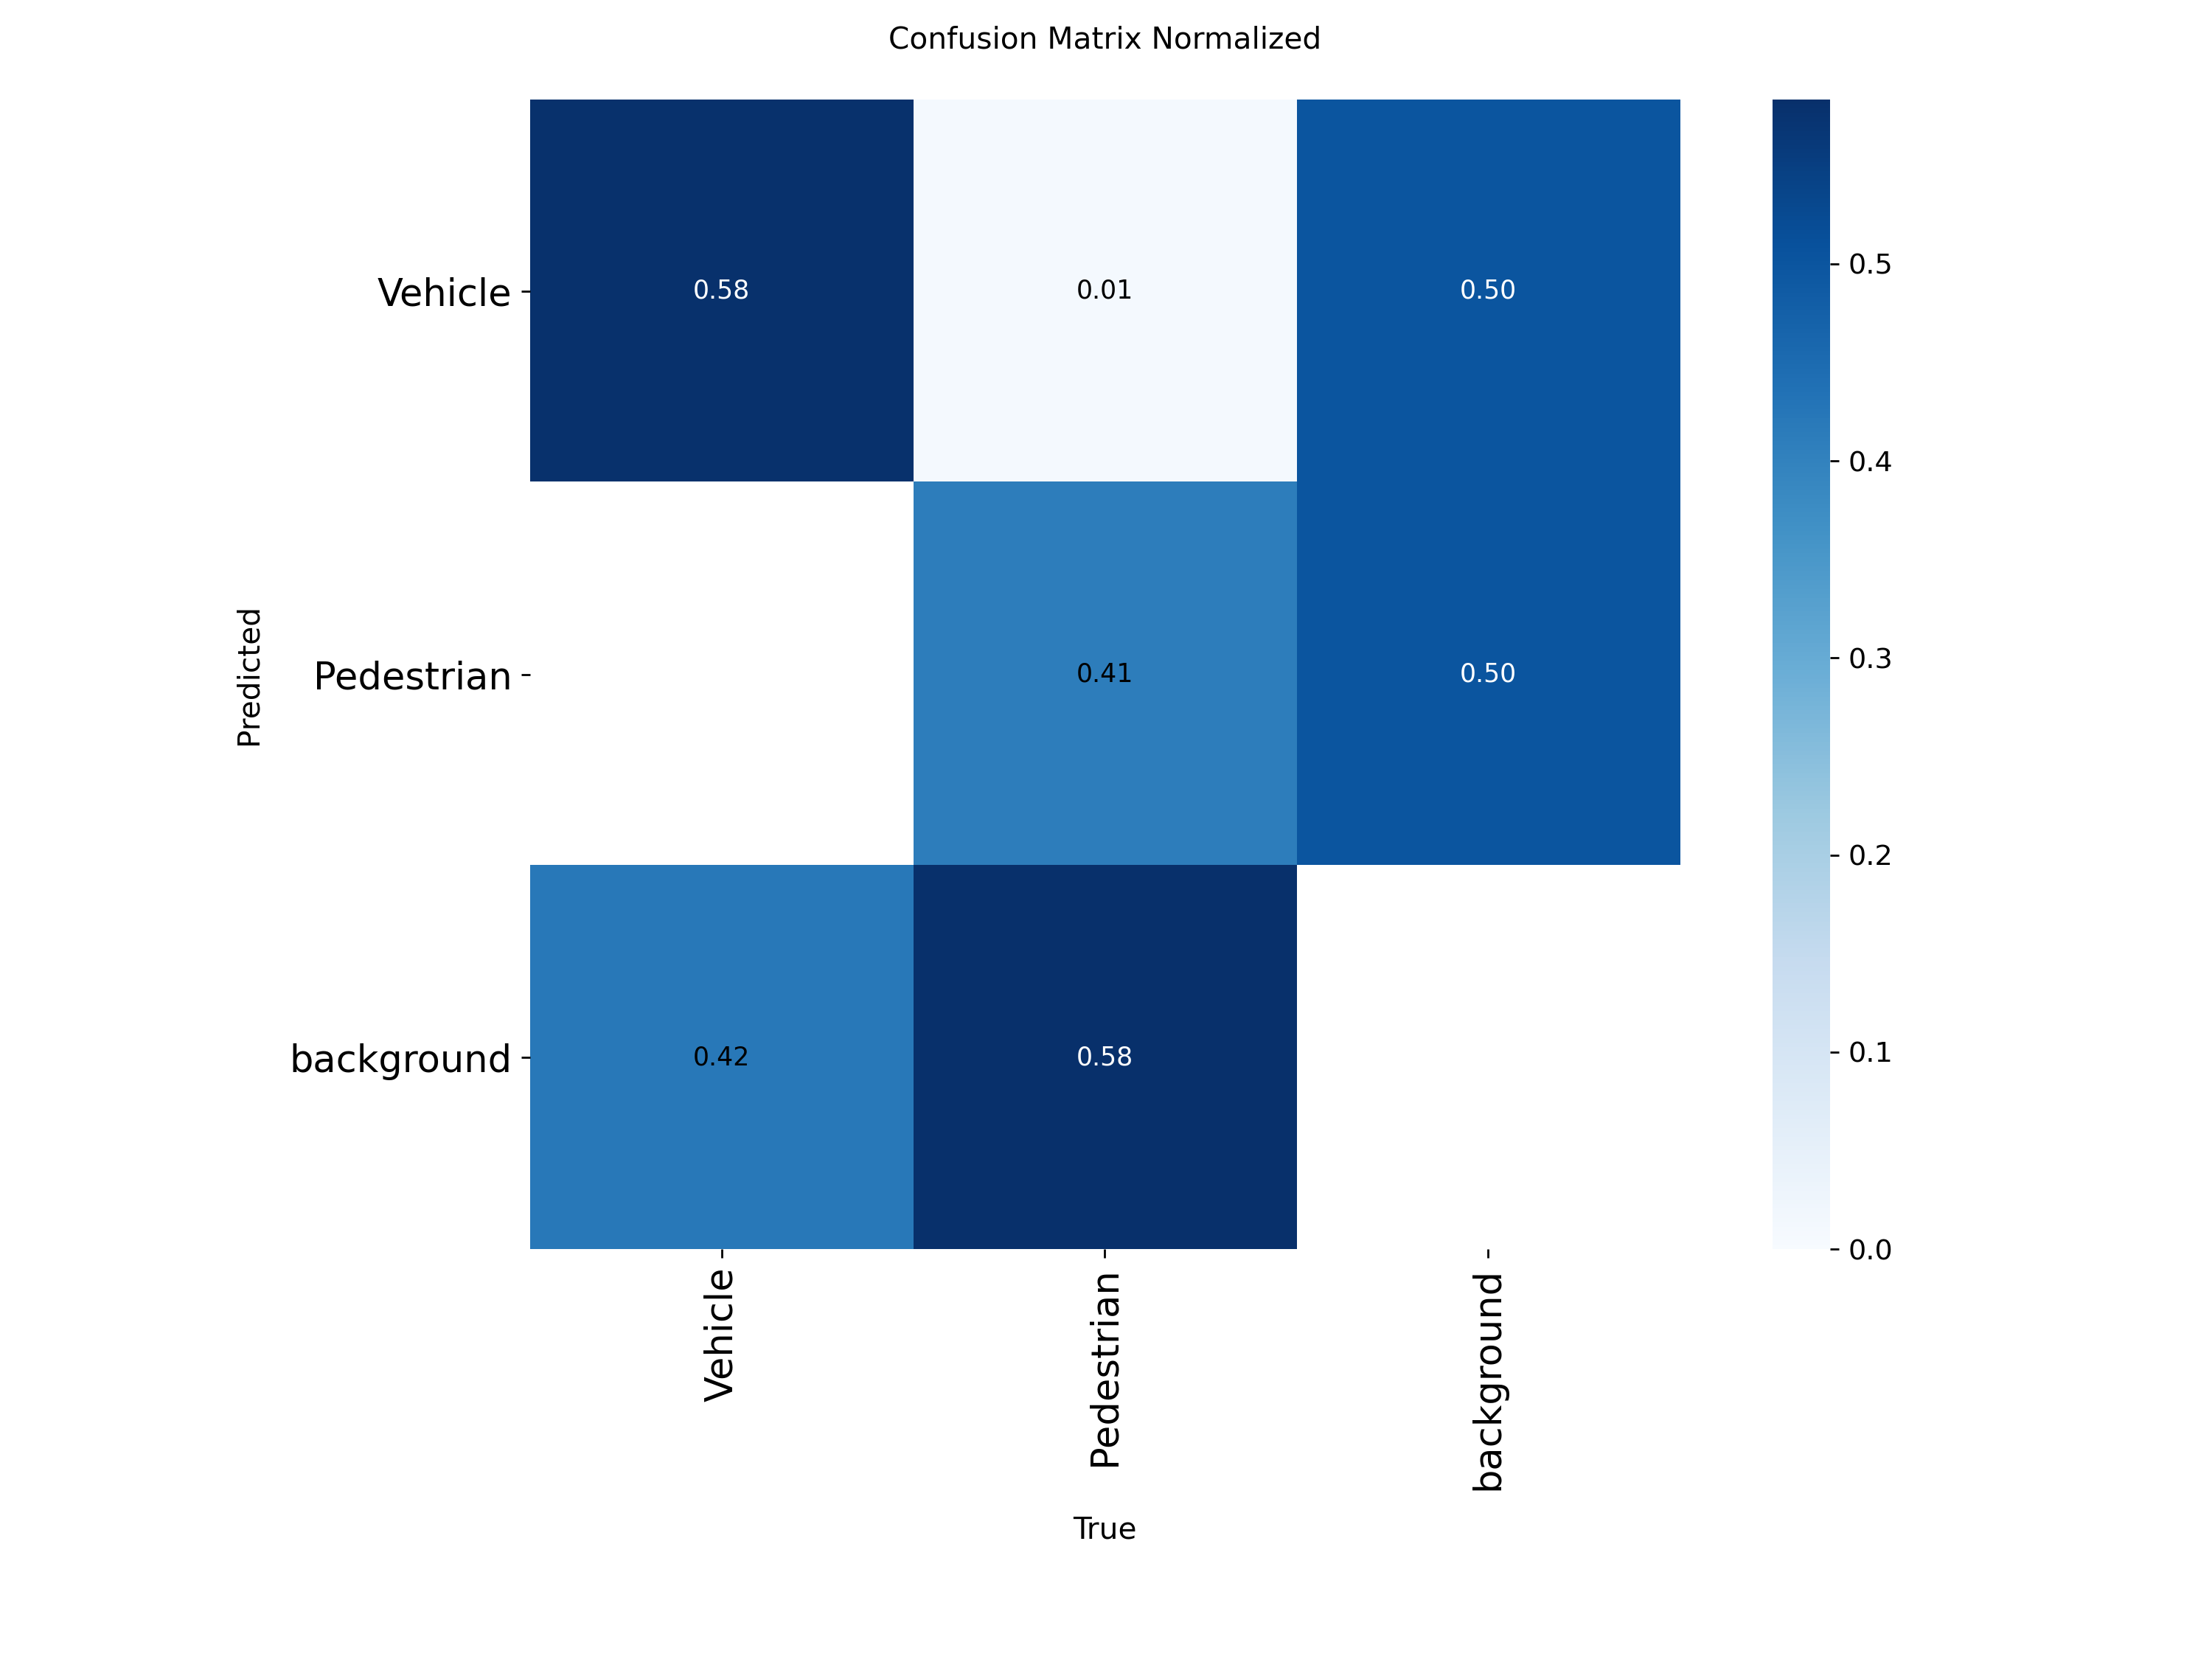 Confusion Matrix Normalized
Vehicle
0.58
0.01
0.50
0.5
0.4
Predicted
Pedestrian
0.41
0.50
0.3
0.2
background
0.42
0.58
0.1
0.0
Vehicle
Pedestrian
background
True